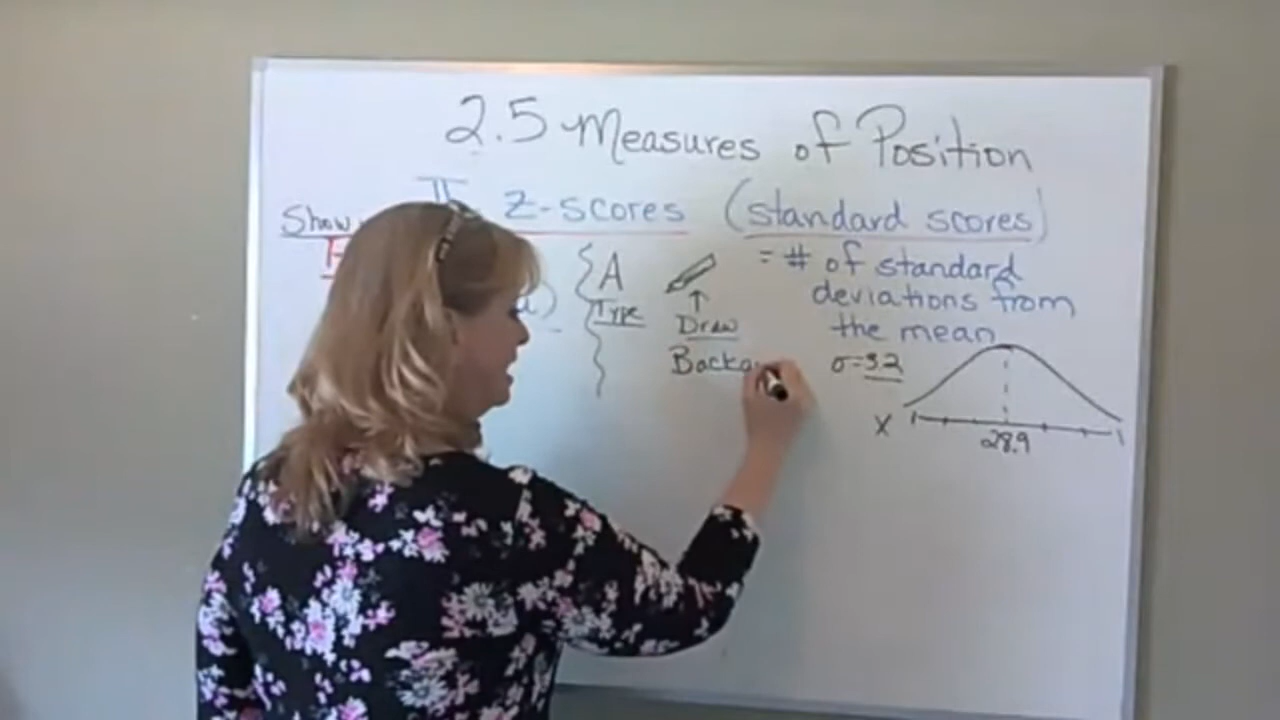 2.5 Measures of Position
II z-scores (standard scores)
Show
= # of standard
deviations from
the mean
A
Type
Draw
σ=3.2
X
28.9